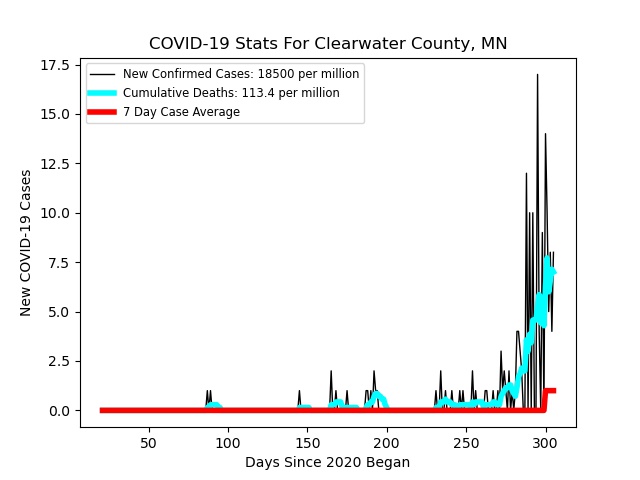 COVID-19 Stats For Clearwater County, MN
17.5
15.0
12.5
10.0
7.5
5.0
2.5
0.0
New COVID-19 Cases
New Confirmed Cases: 18500 per million
Cumulative Deaths: 113.4 per million
7 Day Case Average
50 100 150 200 250 300
Days Since 2020 Began